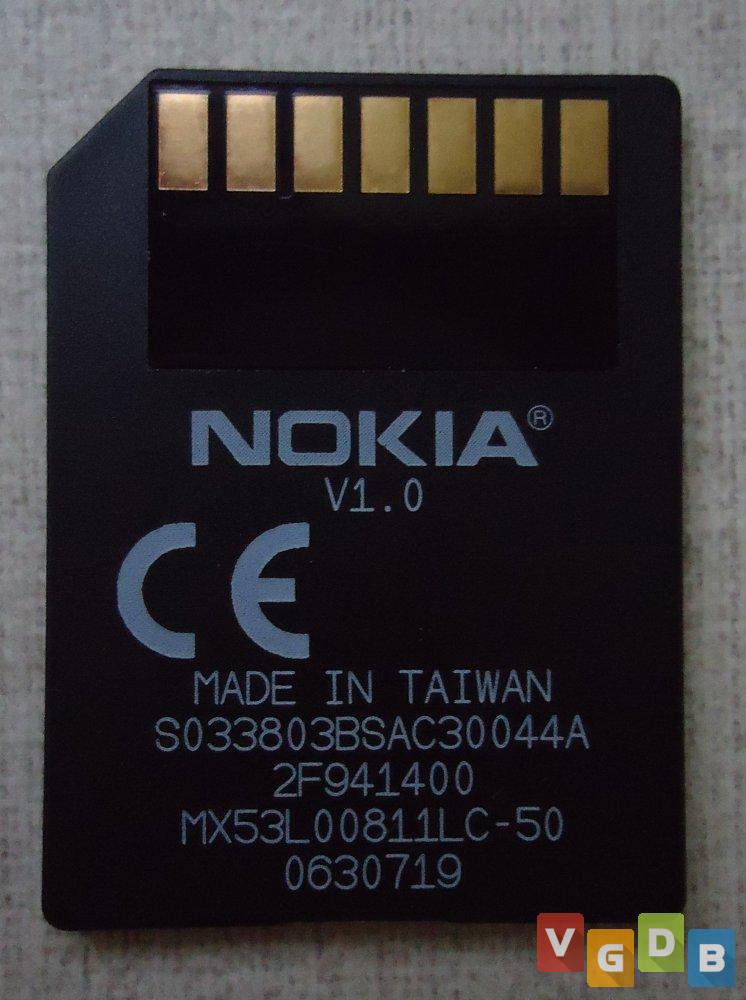 NOKIA®
V1.0
CE
MADE IN TAIWAN
S033803BSAC30044A
2F941400
MX53L00811LC-50
0630719
VGDB